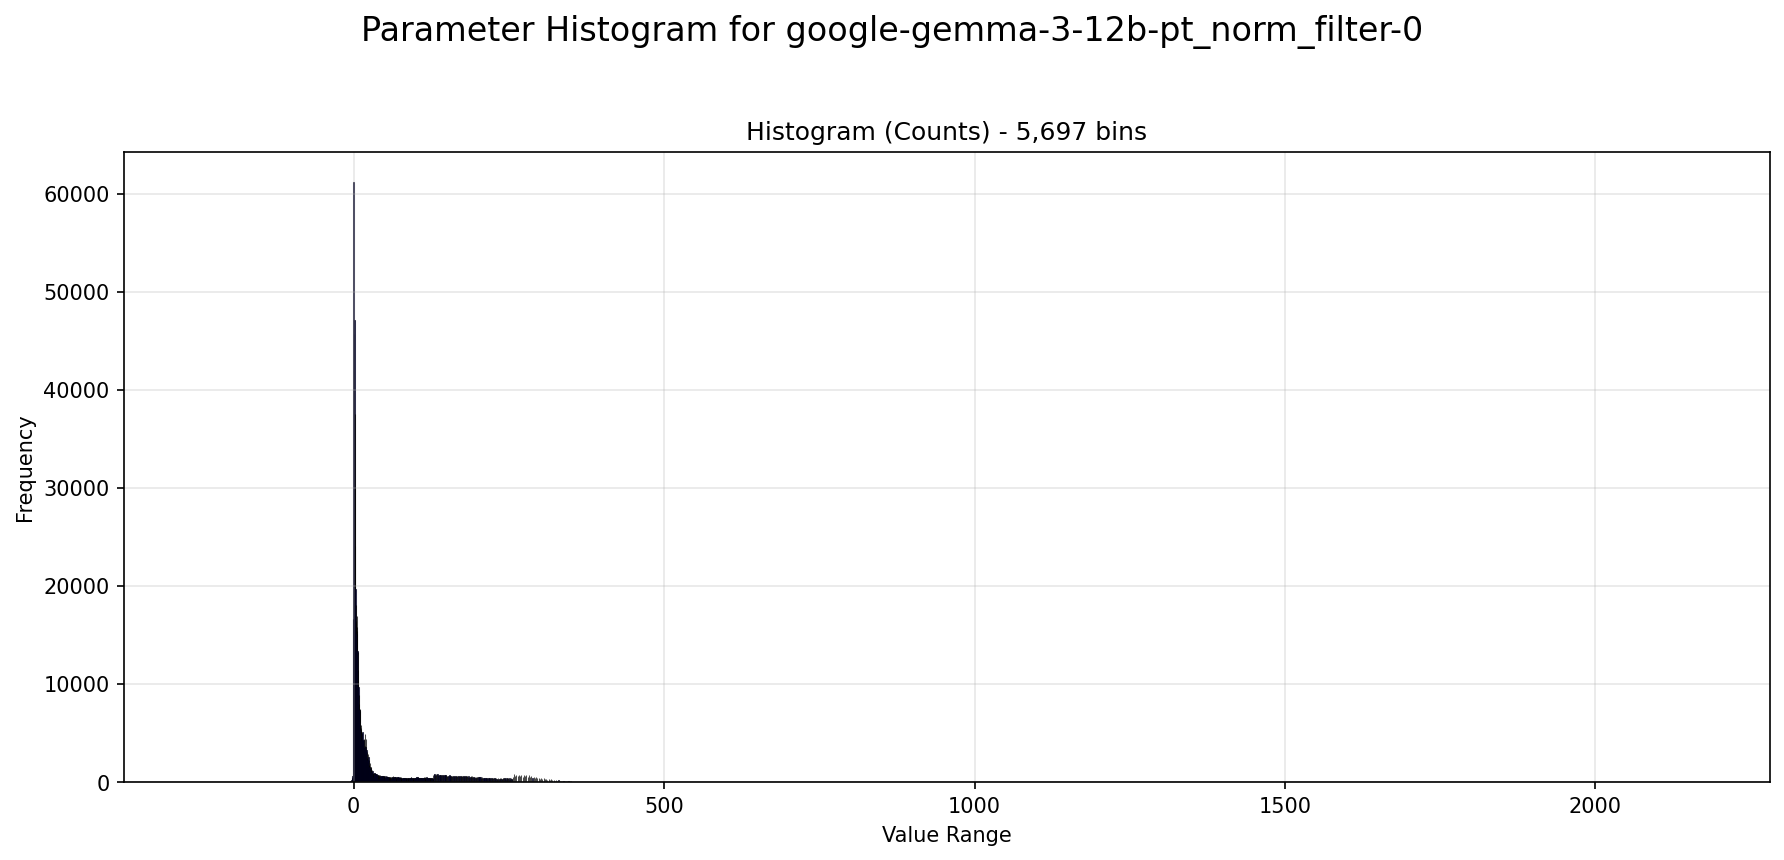 Parameter Histogram for google-gemma-3-12b-pt_norm_filter-0
Histogram (Counts) - 5,697 bins
60000
50000
40000
30000
20000
10000
0
Frequency
0 500 1000 1500 2000
Value Range